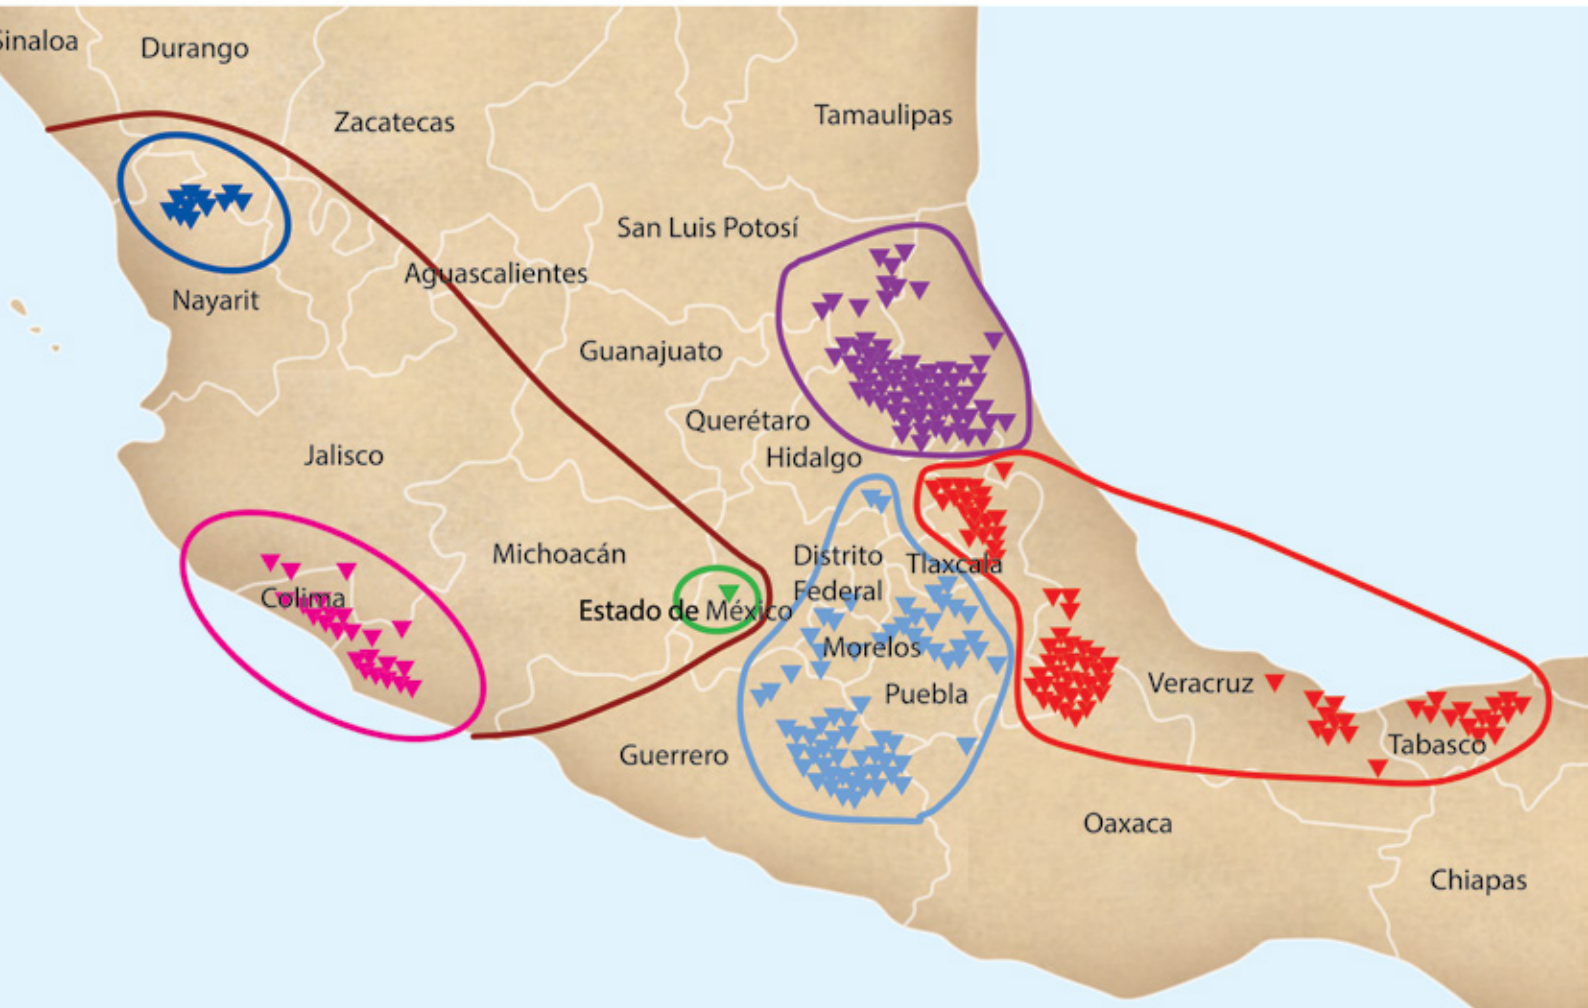 Sinaloa
Durango
Zacatecas
Tamaulipas
San Luis Potosí
Aguascalientes
Nayarit
Guanajuato
Querétaro
Hidalgo
Jalisco
Michoacán
Distrito
Federal
Tlaxcala
Colima
Estado de México
Morelos
Puebla
Veracruz
Guerrero
Tabasco
Oaxaca
Chiapas